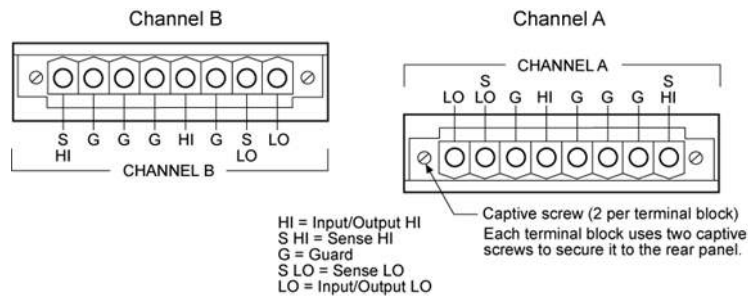 Channel B
S HI G G G HI G S LO LO
CHANNEL B
Channel A
CHANNEL A
LO S LO G HI G G G S HI
Captive screw (2 per terminal block)
Each terminal block uses two captive
screws to secure it to the rear panel.
HI = Input/Output HI
S HI = Sense HI
G = Guard
S LO = Sense LO
LO = Input/Output LO